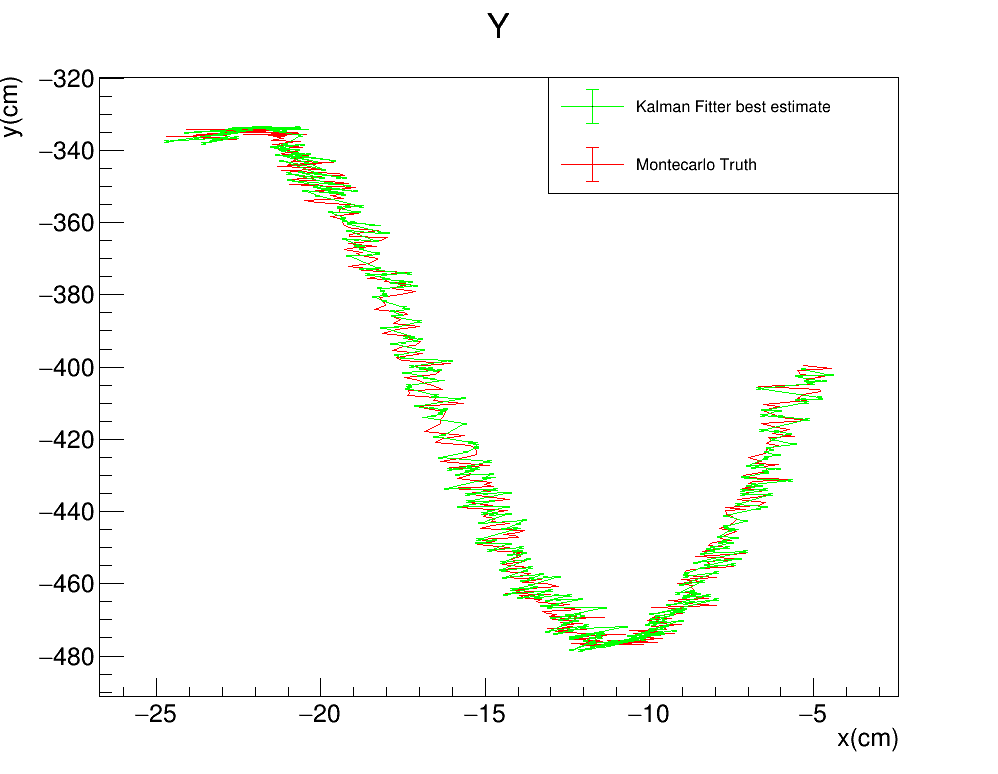 Y
y(cm)
−320
−340
−360
−380
−400
−420
−440
−460
−480
Kalman Fitter best estimate
Montecarlo Truth
−25 −20 −15 −10 −5
x(cm)